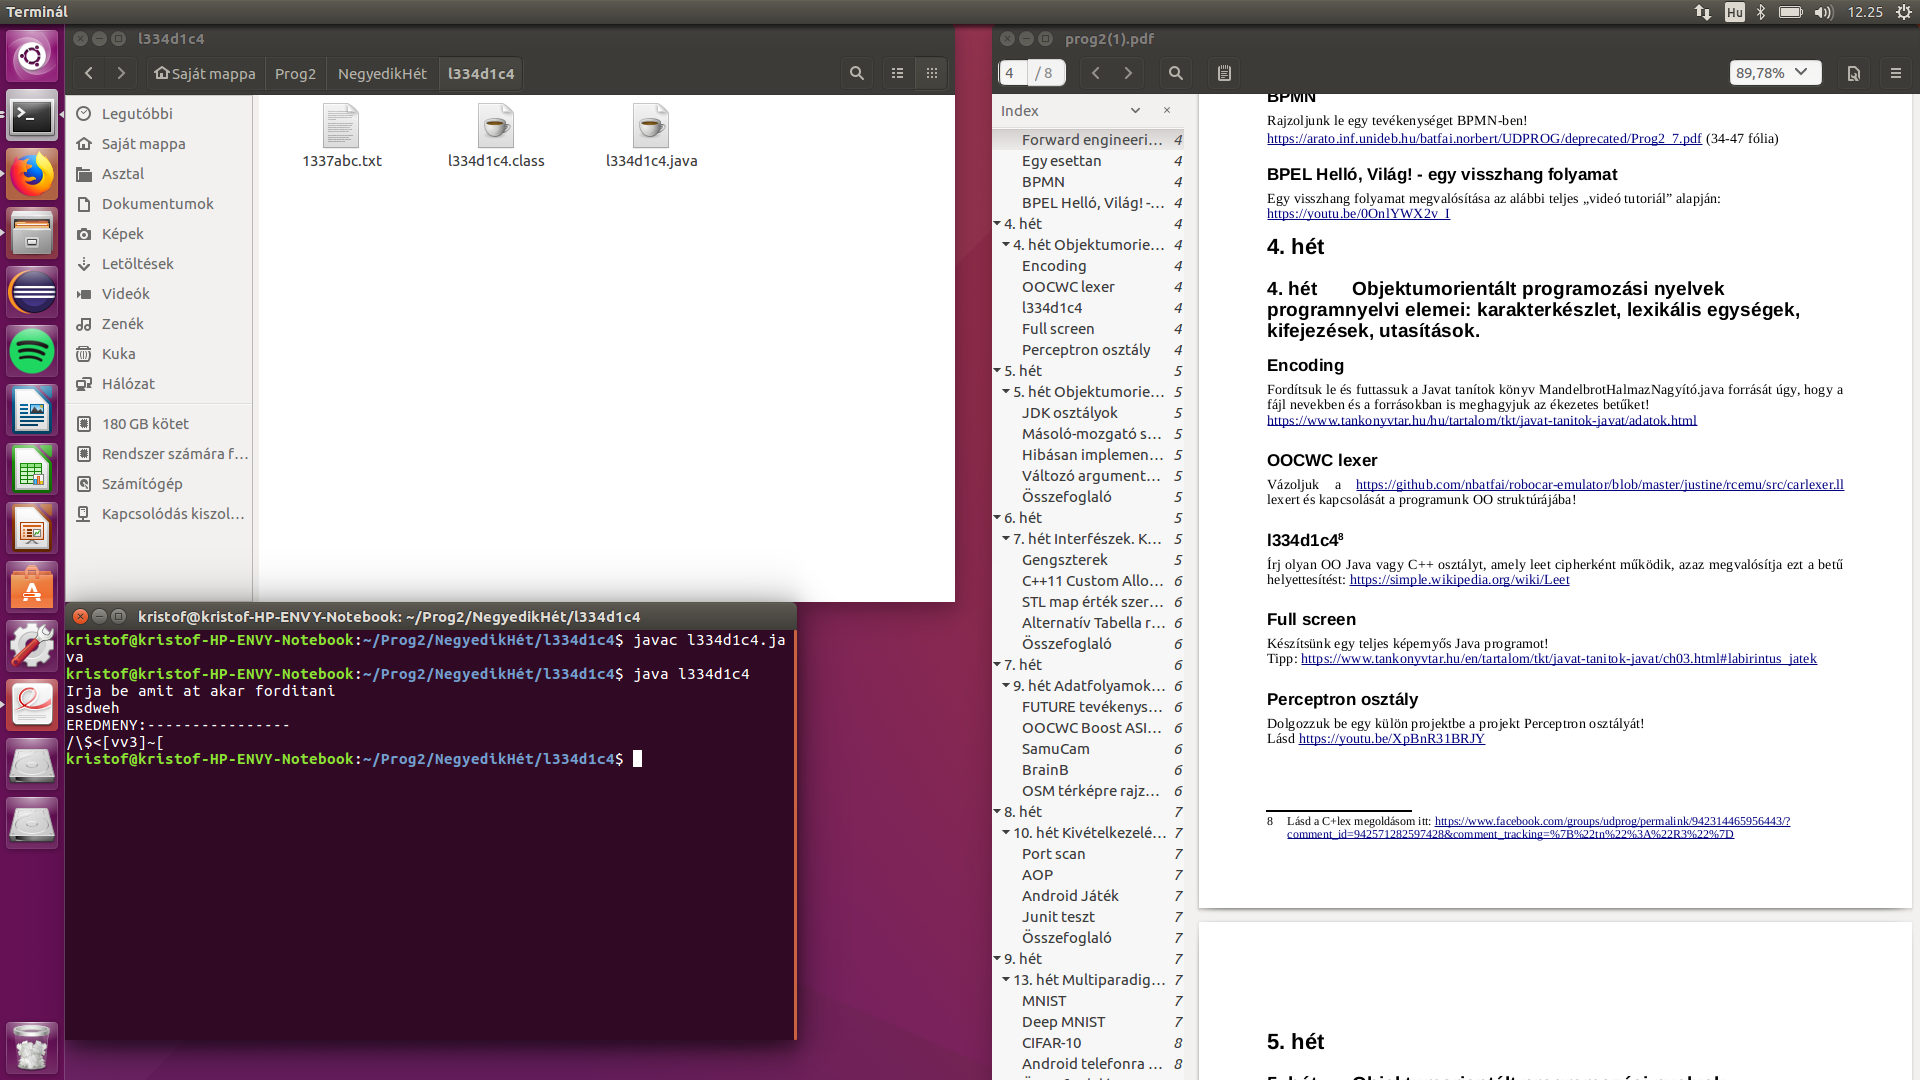 Terminál
Hu
12.25
l334d1c4
Saját mappa
Prog2
NegyedikHét
l334d1c4
Legutóbbi
Saját mappa
Asztal
Dokumentumok
Képek
Letöltések
Videók
Zenék
Kuka
Hálózat
180 GB kötet
Rendszer számára f…
Számítógép
Kapcsolódás kiszol…
1337abc.txt
l334d1c4.class
l334d1c4.java
kristof@kristof-HP-ENVY-Notebook: ~/Prog2/NegyedikHét/l334d1c4
kristof@kristof-HP-ENVY-Notebook:~/Prog2/NegyedikHét/l334d1c4$ javac l334d1c4.ja
va
kristof@kristof-HP-ENVY-Notebook:~/Prog2/NegyedikHét/l334d1c4$ java l334d1c4
Irja be amit at akar forditani
asdweh
EREDMENY:----------------
/\$<[vv3]~[
kristof@kristof-HP-ENVY-Notebook:~/Prog2/NegyedikHét/l334d1c4$
prog2(1).pdf
4 / 8
89,78%
Index
Forward engineeri… 4
Egy esettan 4
BPMN 4
BPEL Helló, Világ! -… 4
4. hét 4
4. hét Objektumorie… 4
Encoding 4
OOCWC lexer 4
l334d1c4 4
Full screen 4
Perceptron osztály 4
5. hét 5
5. hét Objektumorie… 5
JDK osztályok 5
Másoló-mozgató s… 5
Hibásan implemen… 5
Változó argument… 5
Összefoglaló 5
6. hét 5
7. hét Interfészek. K… 5
Gengszterek 5
C++11 Custom Allo… 6
STL map érték szer… 6
Alternatív Tabella r… 6
Összefoglaló 6
7. hét 6
9. hét Adatfolyamok… 6
FUTURE tevékenys… 6
OOCWC Boost ASI… 6
SamuCam 6
BrainB 6
OSM térképre rajz… 6
8. hét 7
10. hét Kivételkezelé… 7
Port scan 7
AOP 7
Android Játék 7
Junit teszt 7
Összefoglaló 7
9. hét 7
13. hét Multiparadig… 7
MNIST 7
Deep MNIST 7
CIFAR-10 8
Android telefonra … 8
BPMN
Rajzoljunk le egy tevékenységet BPMN-ben!
https://arato.inf.unideb.hu/batfai.norbert/UDPROG/deprecated/Prog2_7.pdf (34-47 fólia)
BPEL Helló, Világ! - egy visszhang folyamat
Egy visszhang folyamat megvalósítása az alábbi teljes „videó tutoriál” alapján:
https://youtu.be/0OnlYWX2v_I
4. hét
4. hét Objektumorientált programozási nyelvek
programnyelvi elemei: karakterkészlet, lexikális egységek,
kifejezések, utasítások.
Encoding
Fordítsuk le és futtassuk a Javat tanítok könyv MandelbrotHalmazNagyító.java forrását úgy, hogy a
fájl nevekben és a forrásokban is meghagyjuk az ékezetes betűket!
https://www.tankonyvtar.hu/hu/tartalom/tkt/javat-tanitok-javat/adatok.html
OOCWC lexer
Vázoljuk a https://github.com/nbatfai/robocar-emulator/blob/master/justine/rcemu/src/carlexer.ll
lexert és kapcsolását a programunk OO struktúrájába!
l334d1c4⁸
Írj olyan OO Java vagy C++ osztályt, amely leet cipherként működik, azaz megvalósítja ezt a betű
helyettesítést: https://simple.wikipedia.org/wiki/Leet
Full screen
Készítsünk egy teljes képernyős Java programot!
Tipp: https://www.tankonyvtar.hu/en/tartalom/tkt/javat-tanitok-javat/ch03.html#labirintus_jatek
Perceptron osztály
Dolgozzuk be egy külön projektbe a projekt Perceptron osztályát!
Lásd https://youtu.be/XpBnR31BRJY
8 Lásd a C+lex megoldásom itt: https://www.facebook.com/groups/udprog/permalink/942314465956443/?
comment_id=942571282597428&comment_tracking=%7B%22tn%22%3A%22R3%22%7D
5. hét